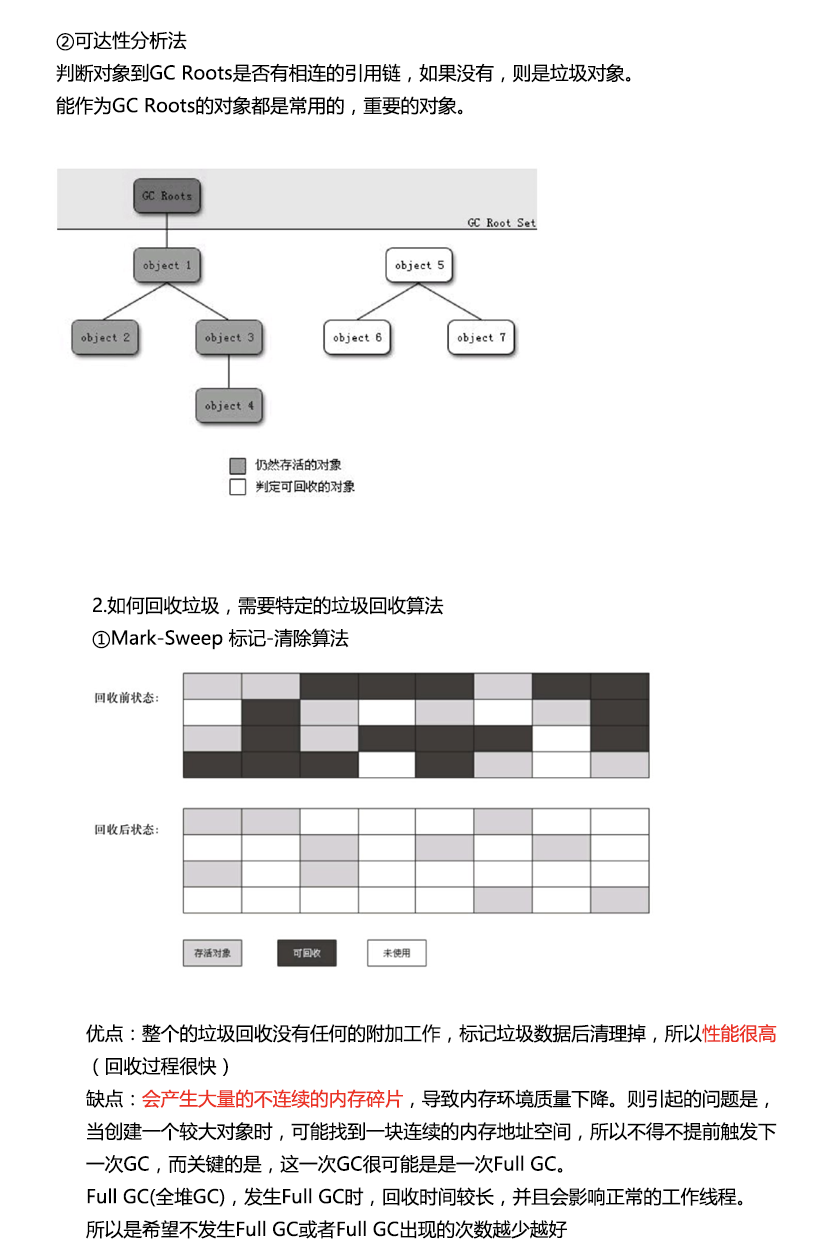 ②可达性分析法
判断对象到GC Roots是否有相连的引用链，如果没有，则是垃圾对象。
能作为GC Roots的对象都是常用的，重要的对象。
GC Roots
GC Root Set
object 1
object 5
object 2
object 3
object 6
object 7
object 4
仍然存活的对象
判定可回收的对象
2.如何回收垃圾，需要特定的垃圾回收算法
①Mark-Sweep 标记-清除算法
回收前状态:
回收后状态:
存活对象
可回收
未使用
优点：整个的垃圾回收没有任何的附加工作，标记垃圾数据后清理掉，所以性能很高
（回收过程很快）
缺点：会产生大量的不连续的内存碎片，导致内存环境质量下降。则引起的问题是，
当创建一个较大对象时，可能找到一块连续的内存地址空间，所以不得不提前触发下
一次GC，而关键的是，这一次GC很可能是是一次Full GC。
Full GC(全堆GC)，发生Full GC时，回收时间较长，并且会影响正常的工作线程。
所以是希望不发生Full GC或者Full GC出现的次数越少越好